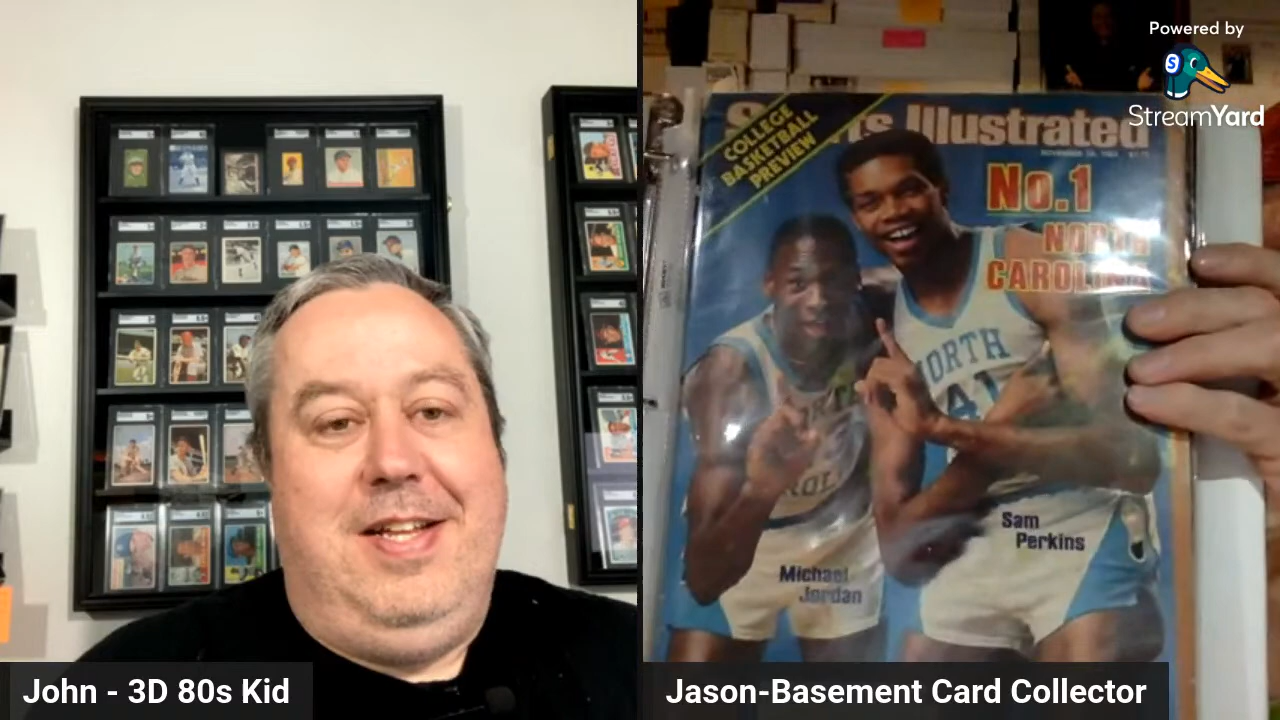 Powered by
StreamYard
COLLEGE
BASKETBALL
PREVIEW
Sports Illustrated
No.1
NORTH
CAROLINA
NORTH
41
Sam
Perkins
Michael
Jordan
John - 3D 80s Kid
Jason-Basement Card Collector